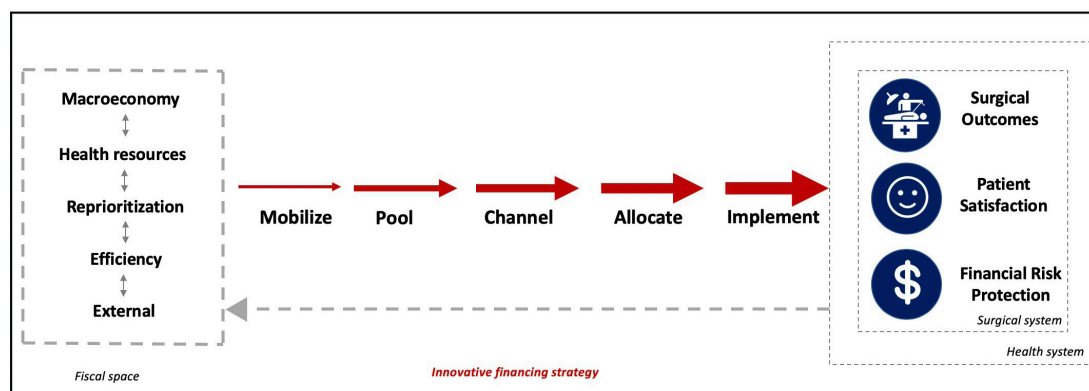 Macroeconomy
Health resources
Reprioritization
Efficiency
External
Fiscal space
Mobilize
Pool
Channel
Allocate
Implement
Innovative financing strategy
Surgical
Outcomes
Patient
Satisfaction
$
Financial Risk
Protection
Surgical system
Health system